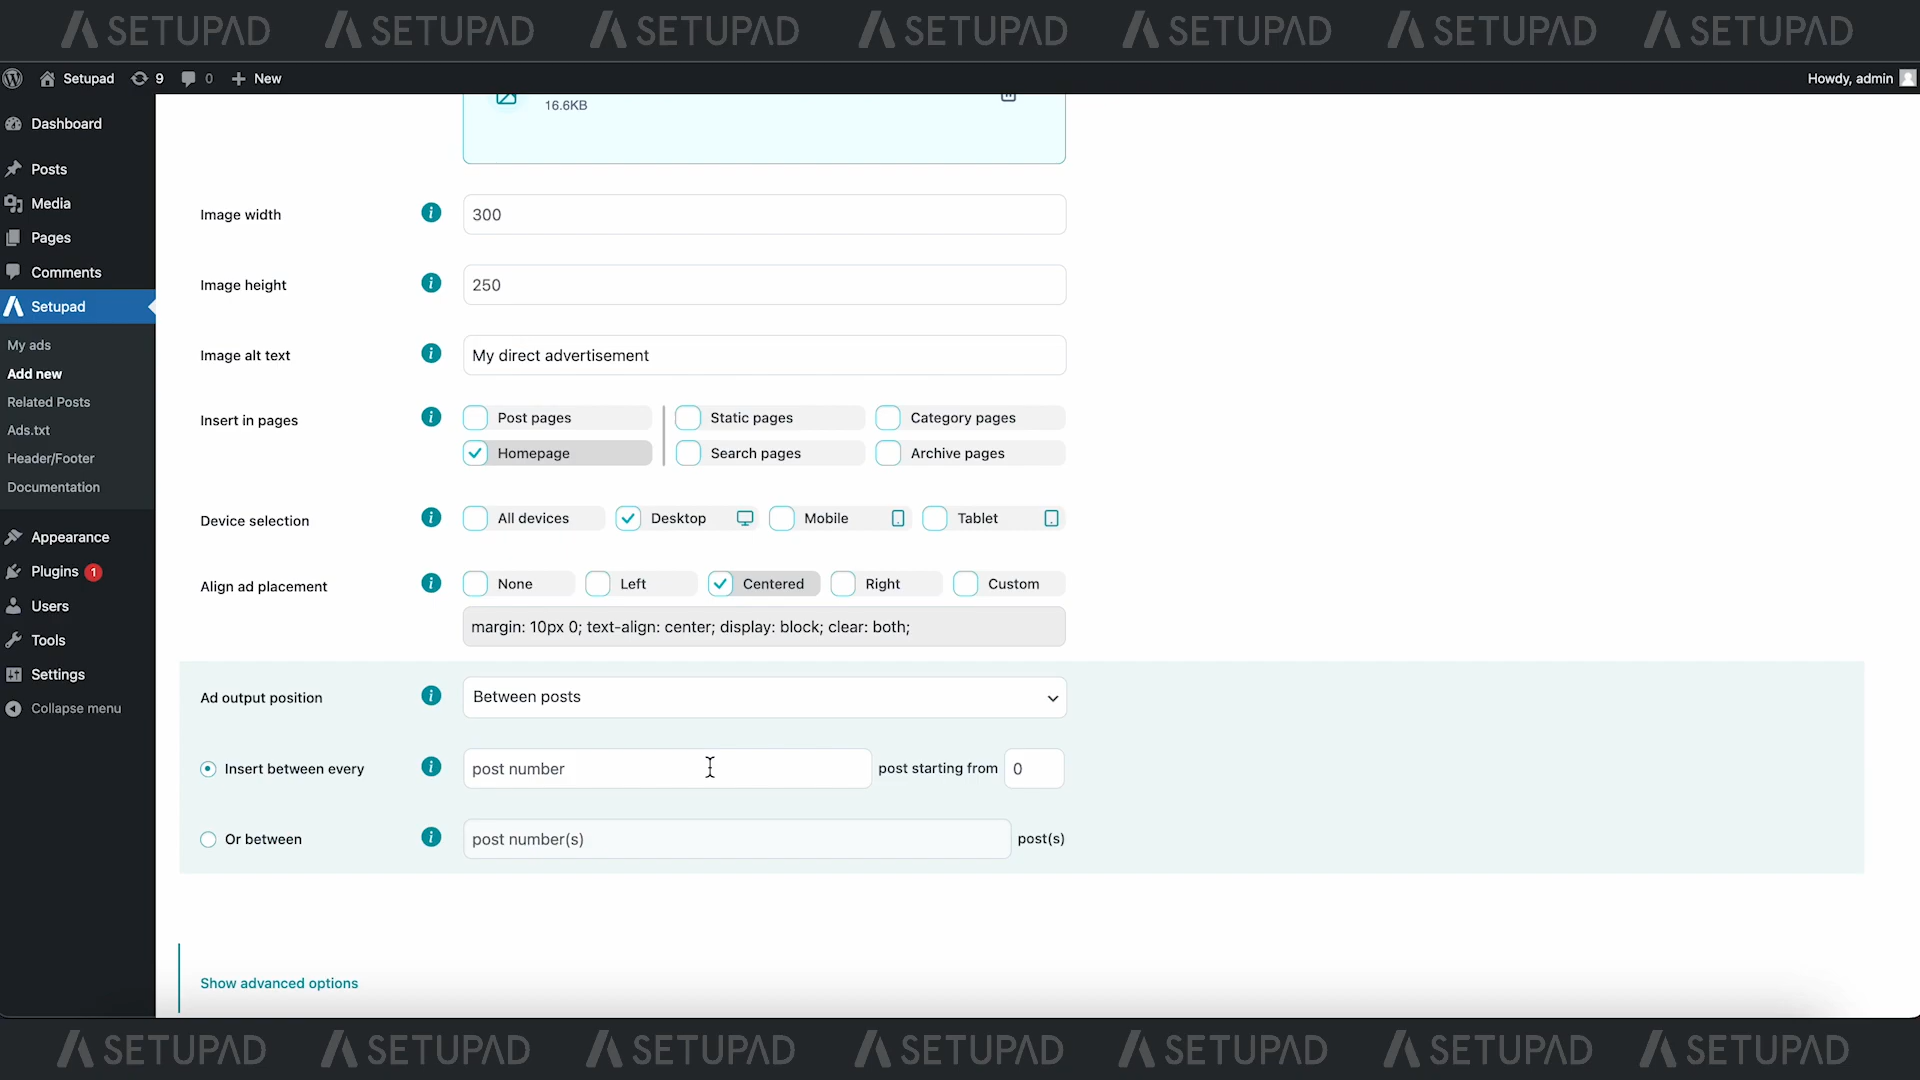 SETUPAD SETUPAD SETUPAD SETUPAD SETUPAD SETUPAD SETUPAD
Setupad 9 0 New Howdy, admin
Dashboard
Posts
Media
Pages
Comments
Setupad
My ads
Add new
Related Posts
Ads.txt
Header/Footer
Documentation
Appearance
Plugins 1
Users
Tools
Settings
Collapse menu
16.6KB
Image width 300
Image height 250
Image alt text My direct advertisement
Insert in pages Post pages Static pages Category pages
Homepage Search pages Archive pages
Device selection All devices Desktop Mobile Tablet
Align ad placement None Left Centered Right Custom
margin: 10px 0; text-align: center; display: block; clear: both;
Ad output position Between posts
Insert between every post number post starting from 0
Or between post number(s) post(s)
Show advanced options
SETUPAD SETUPAD SETUPAD SETUPAD SETUPAD SETUPAD SETUPAD